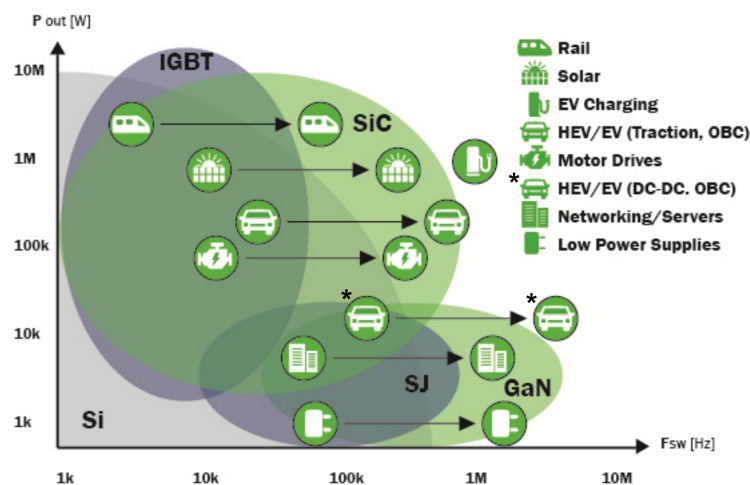 P out [W]
10M
1M
100k
10k
1k
IGBT
SiC
Si
SJ
GaN
*
*
Fsw [Hz]
1k
10k
100k
1M
10M
Rail
Solar
EV Charging
HEV/EV (Traction, OBC)
Motor Drives
* HEV/EV (DC-DC. OBC)
Networking/Servers
Low Power Supplies